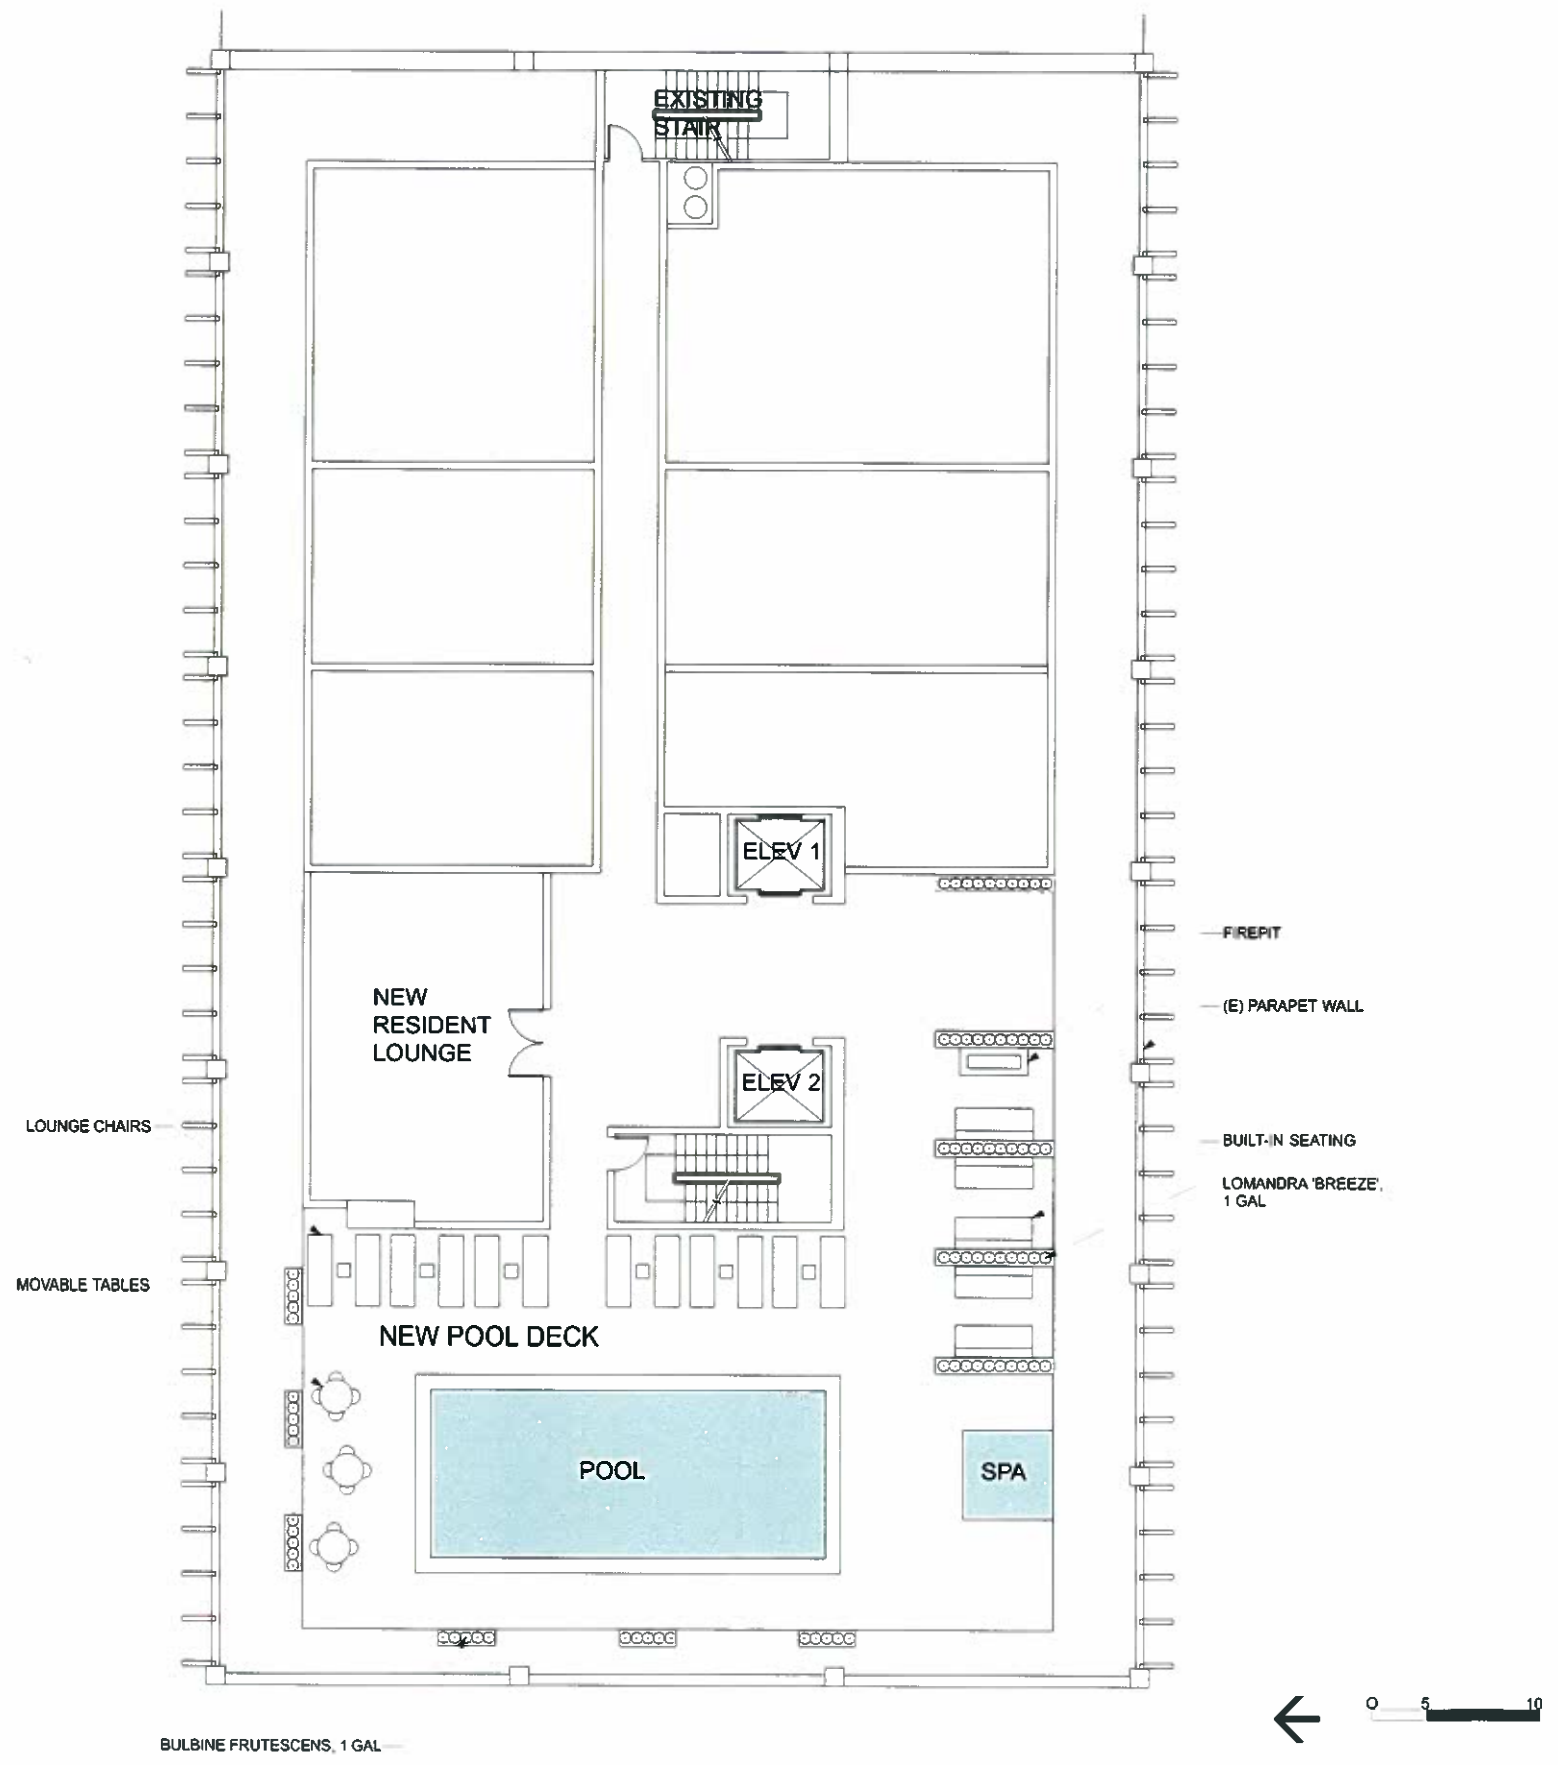 EXISTING
STAIR
ELEV 1
FIREPIT
NEW
RESIDENT
LOUNGE
(E) PARAPET WALL
ELEV 2
LOUNGE CHAIRS
BUILT-IN SEATING
LOMANDRA 'BREEZE',
1 GAL
MOVABLE TABLES
NEW POOL DECK
POOL
SPA
0 5 10
BULBINE FRUTESCENS, 1 GAL